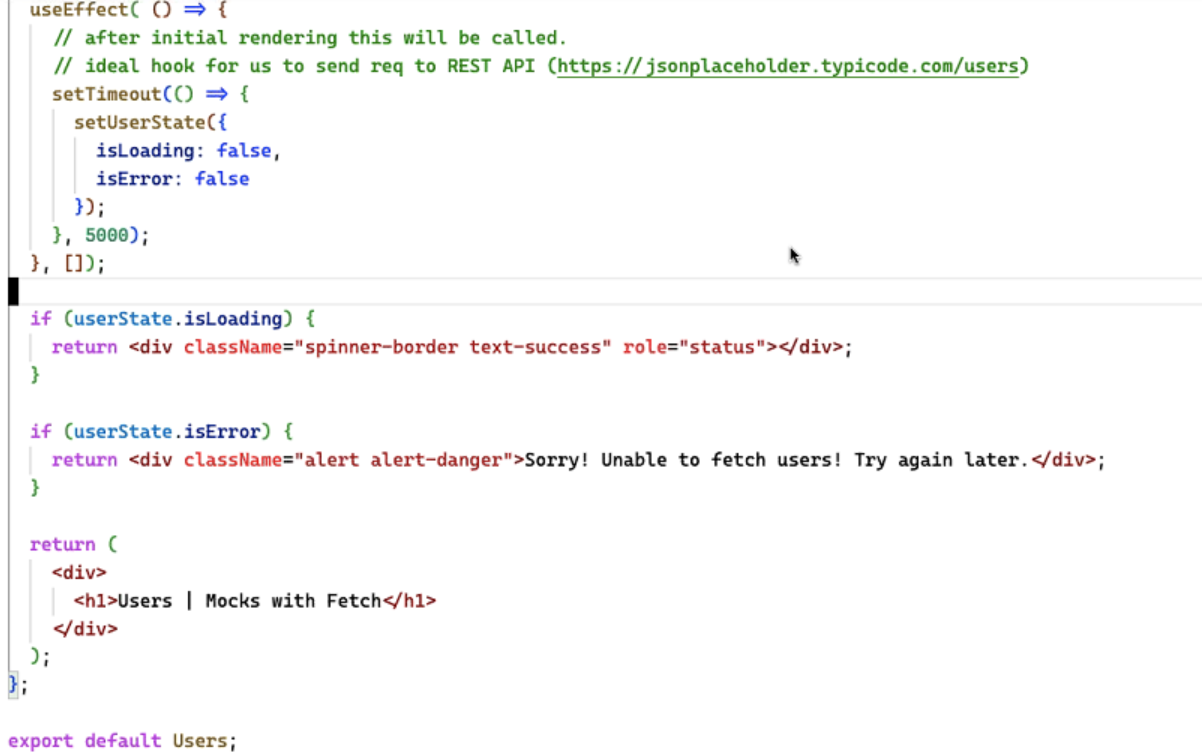 useEffect( () => {
// after initial rendering this will be called.
// ideal hook for us to send req to REST API (https://jsonplaceholder.typicode.com/users)
setTimeout(() => {
setUserState({
isLoading: false,
isError: false
});
}, 5000);
}, []);
if (userState.isLoading) {
return <div className="spinner-border text-success" role="status"></div>;
}
if (userState.isError) {
return <div className="alert alert-danger">Sorry! Unable to fetch users! Try again later.</div>;
}
return (
<div>
<h1>Users | Mocks with Fetch</h1>
</div>
);
};
export default Users;